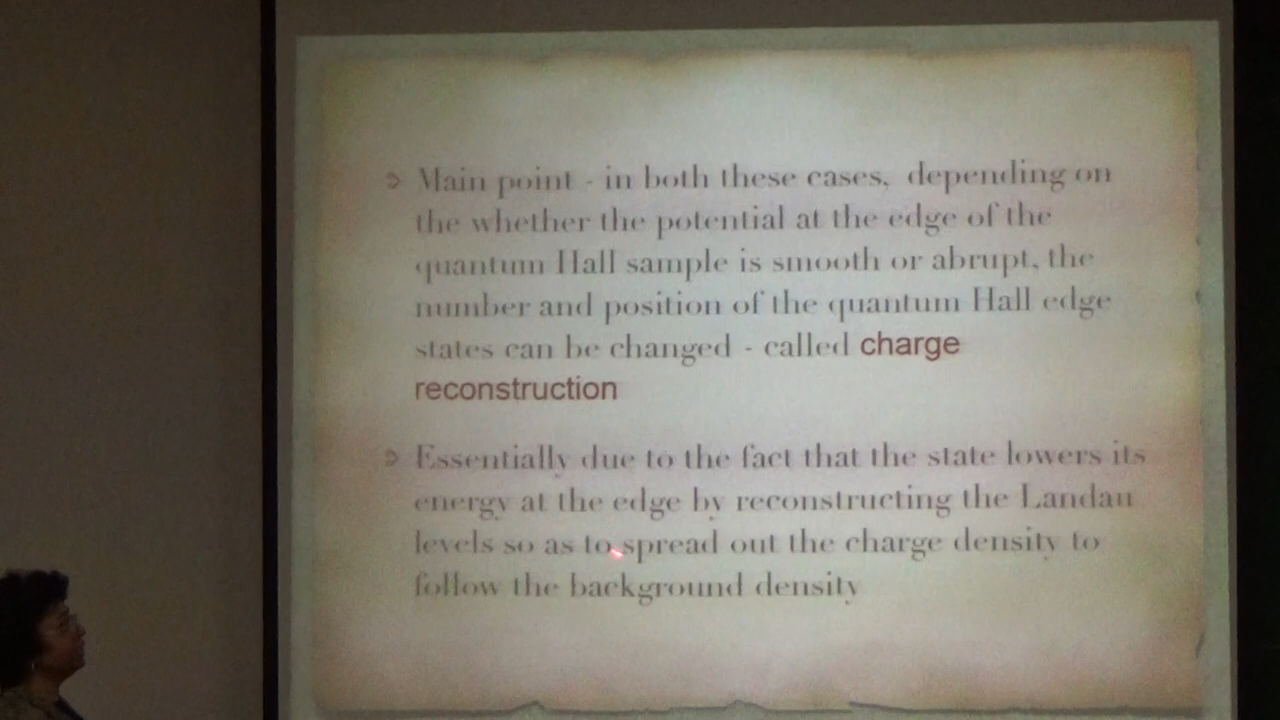 Main point - in both these cases, depending on
the whether the potential at the edge of the
quantum Hall sample is smooth or abrupt, the
number and position of the quantum Hall edge
states can be changed - called charge
reconstruction
Essentially due to the fact that the state lowers its
energy at the edge by reconstructing the Landau
levels so as to spread out the charge density to
follow the background density